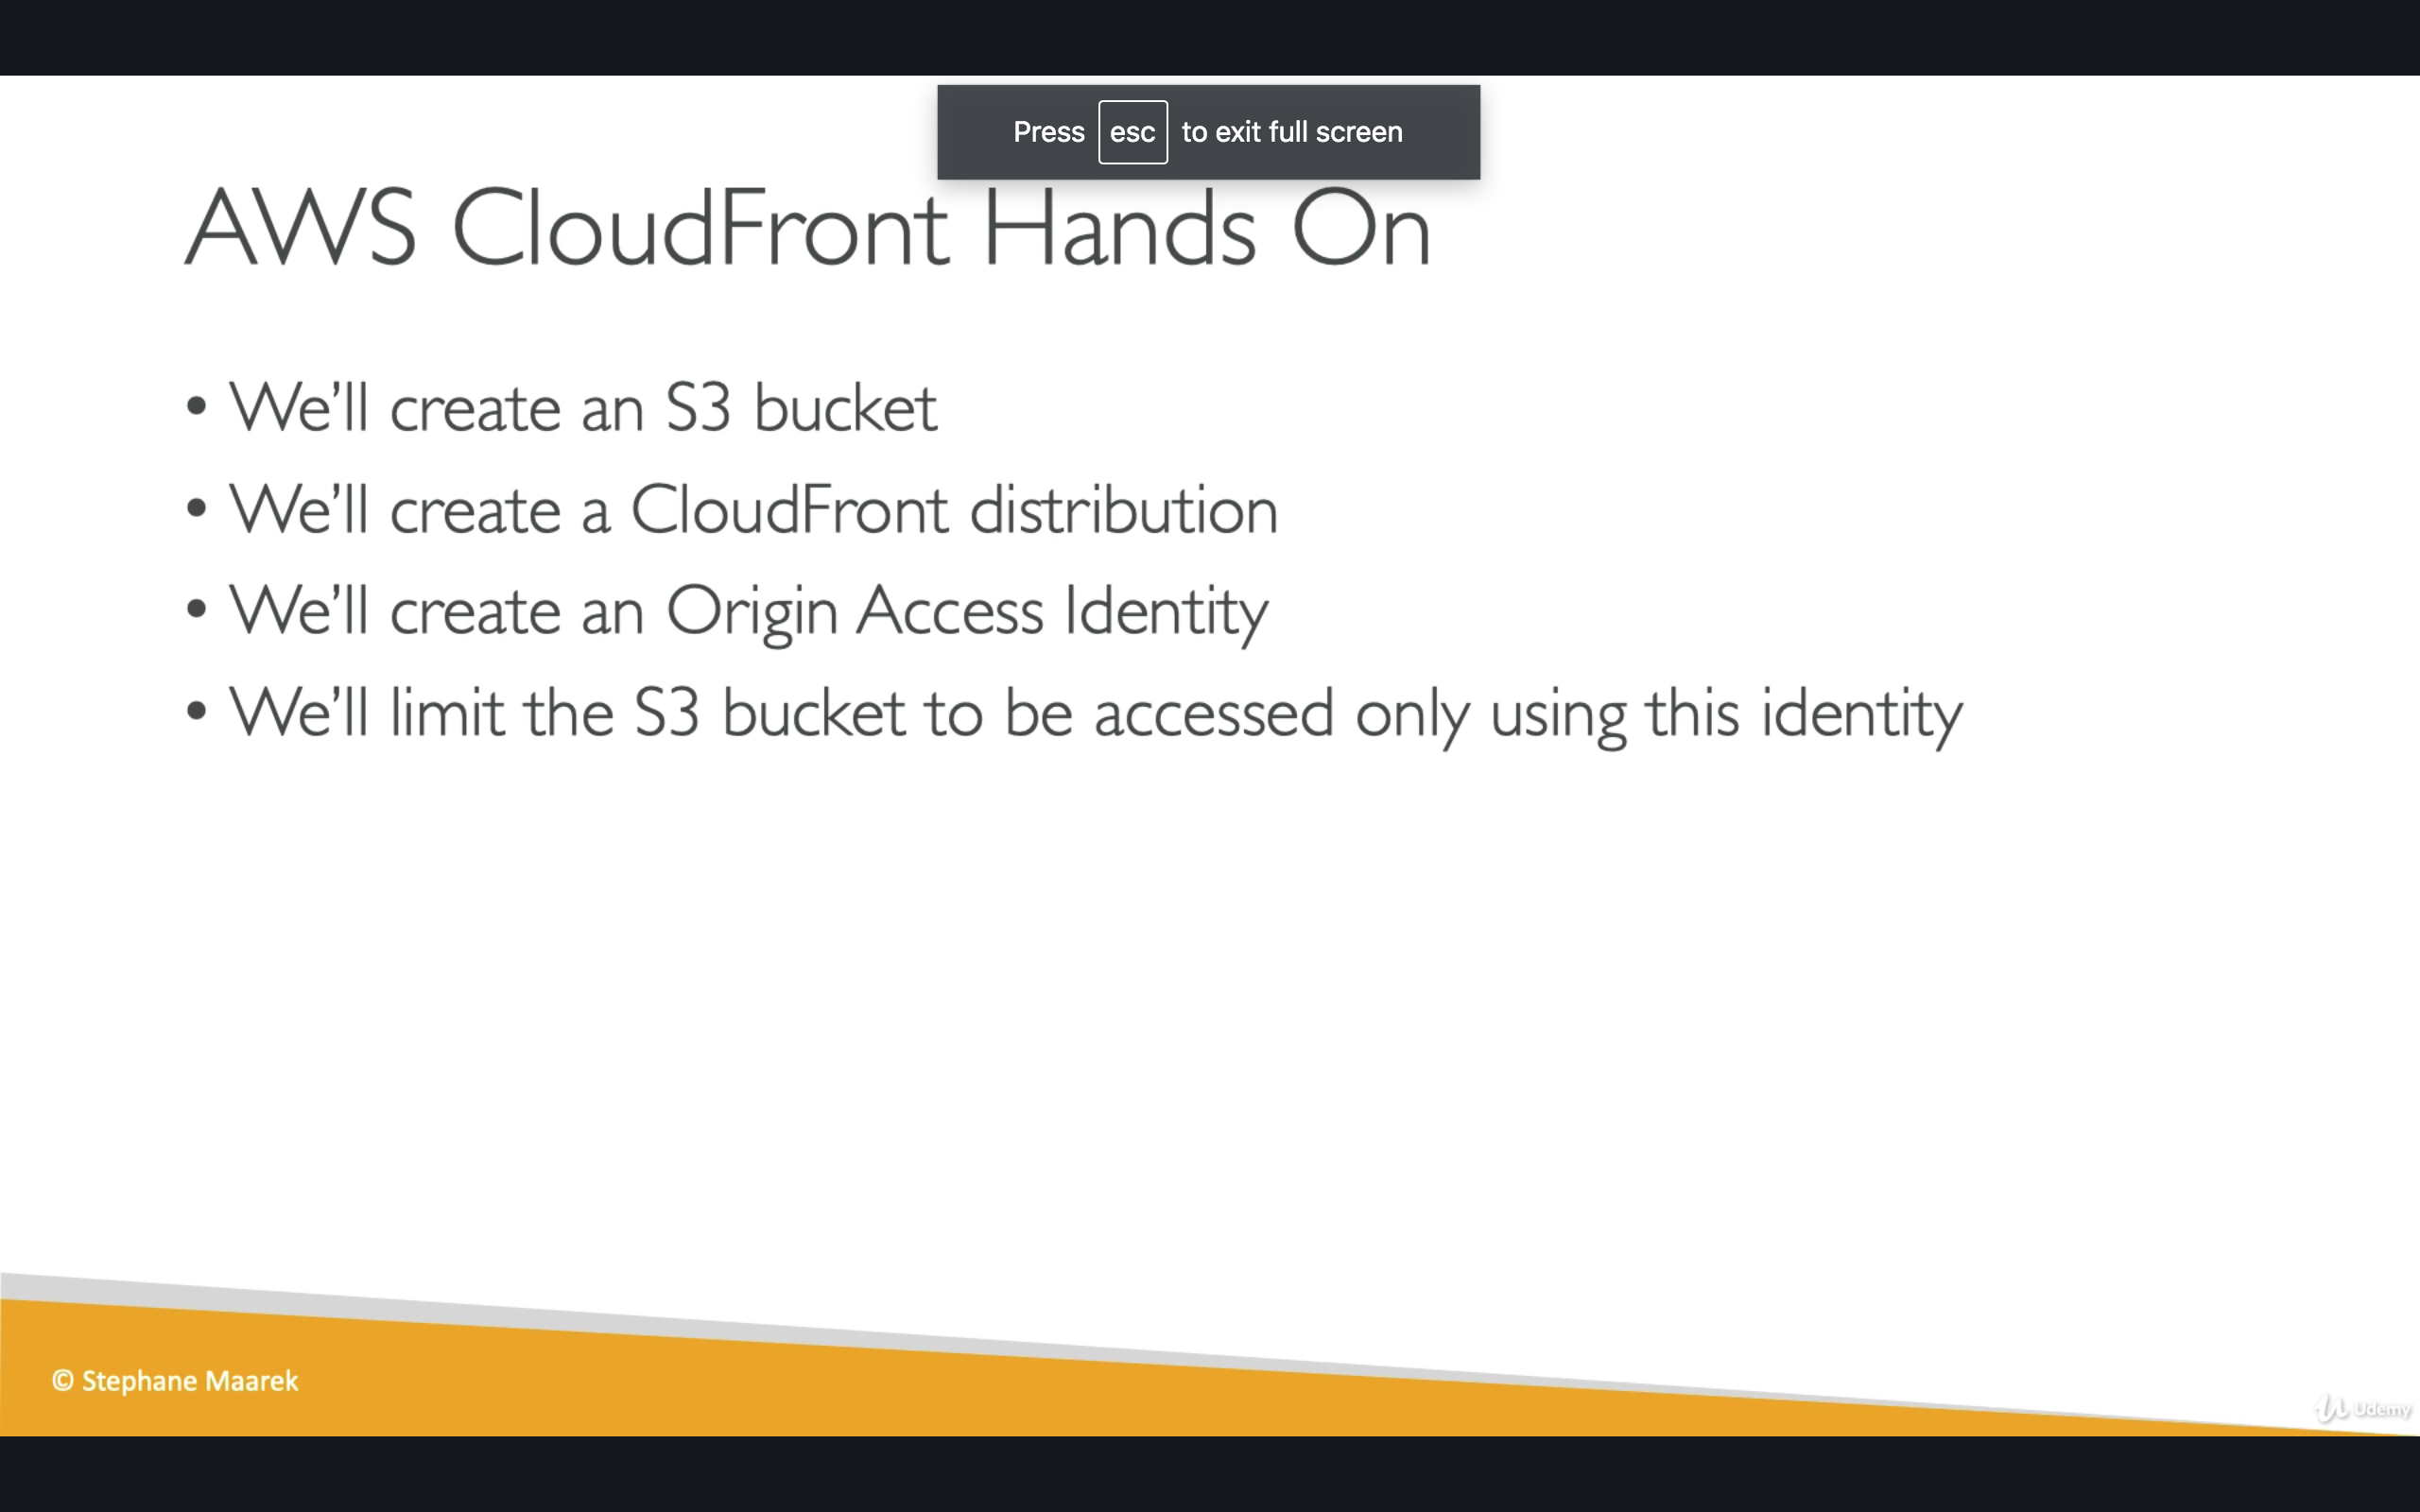 Press esc to exit full screen
AWS CloudFront Hands On
• We'll create an S3 bucket
• We'll create a CloudFront distribution
• We'll create an Origin Access Identity
• We'll limit the S3 bucket to be accessed only using this identity
© Stephane Maarek
Udemy